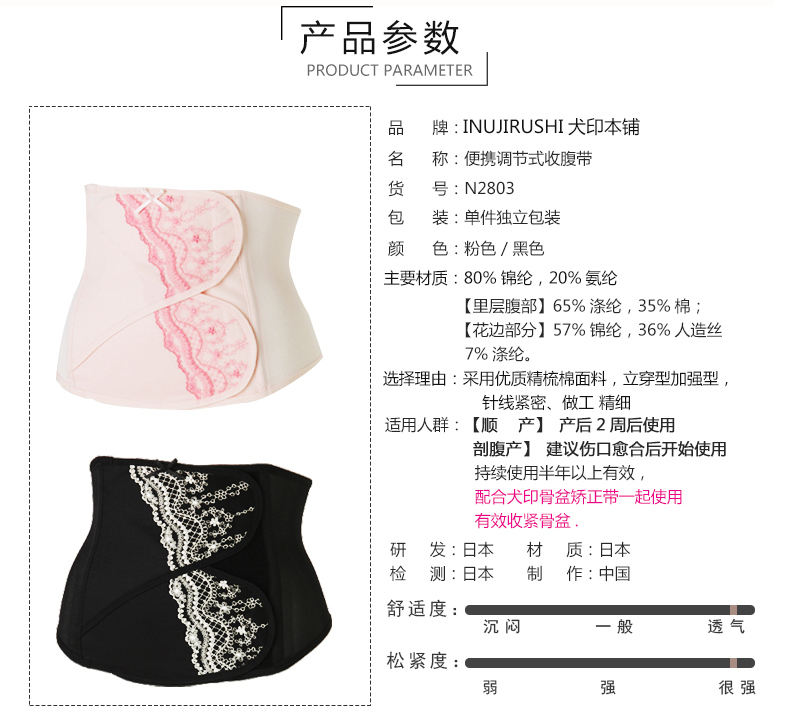 产品参数
PRODUCT PARAMETER
品 牌：INUJIRUSHI 犬印本铺
名 称：便携调节式收腹带
货 号：N2803
包 装：单件独立包装
颜 色：粉色 / 黑色
主要材质：80% 锦纶，20% 氨纶
【里层腹部】65% 涤纶，35% 棉；
【花边部分】57% 锦纶，36% 人造丝
7% 涤纶。
选择理由：采用优质精梳棉面料，立穿型加强型，
针线紧密、做工 精细
适用人群：【顺 产】 产后 2 周后使用
剖腹产】 建议伤口愈合后开始使用
持续使用半年以上有效，
配合犬印骨盆矫正带一起使用
有效收紧骨盆 .
研 发：日本 材 质：日本
检 测：日本 制 作：中国
舒适度：
沉闷 一般 透气
松紧度：
弱 强 很强